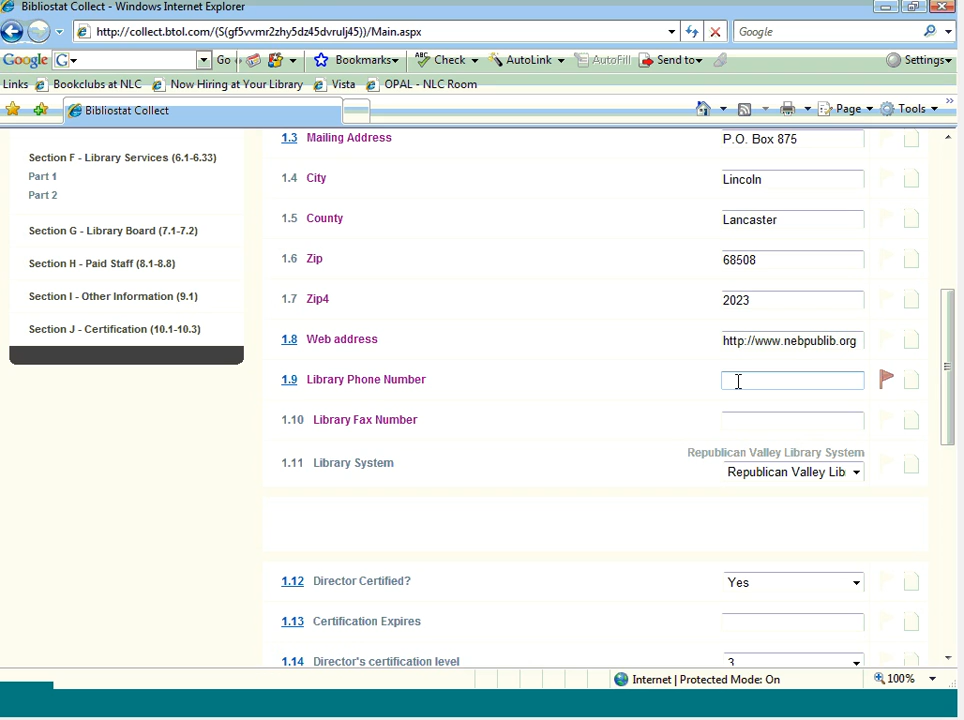 Bibliostat Collect - Windows Internet Explorer
http://collect.btol.com/(S(gf5vvmr2zhy5dz45dvrulj45))/Main.aspx
Google
Google G Go Bookmarks ABC Check AutoLink AutoFill Send to Settings
Links Bookclubs at NLC Now Hiring at Your Library Vista OPAL - NLC Room
Bibliostat Collect Page Tools
Section F - Library Services (6.1-6.33)
Part 1
Part 2
Section G - Library Board (7.1-7.2)
Section H - Paid Staff (8.1-8.8)
Section I - Other Information (9.1)
Section J - Certification (10.1-10.3)
1.3 Mailing Address P.O. Box 875
1.4 City Lincoln
1.5 County Lancaster
1.6 Zip 68508
1.7 Zip4 2023
1.8 Web address http://www.nebpublib.org
1.9 Library Phone Number
1.10 Library Fax Number
Republican Valley Library System
1.11 Library System Republican Valley Lib
1.12 Director Certified? Yes
1.13 Certification Expires
1.14 Director's certification level 3
Internet | Protected Mode: On 100%